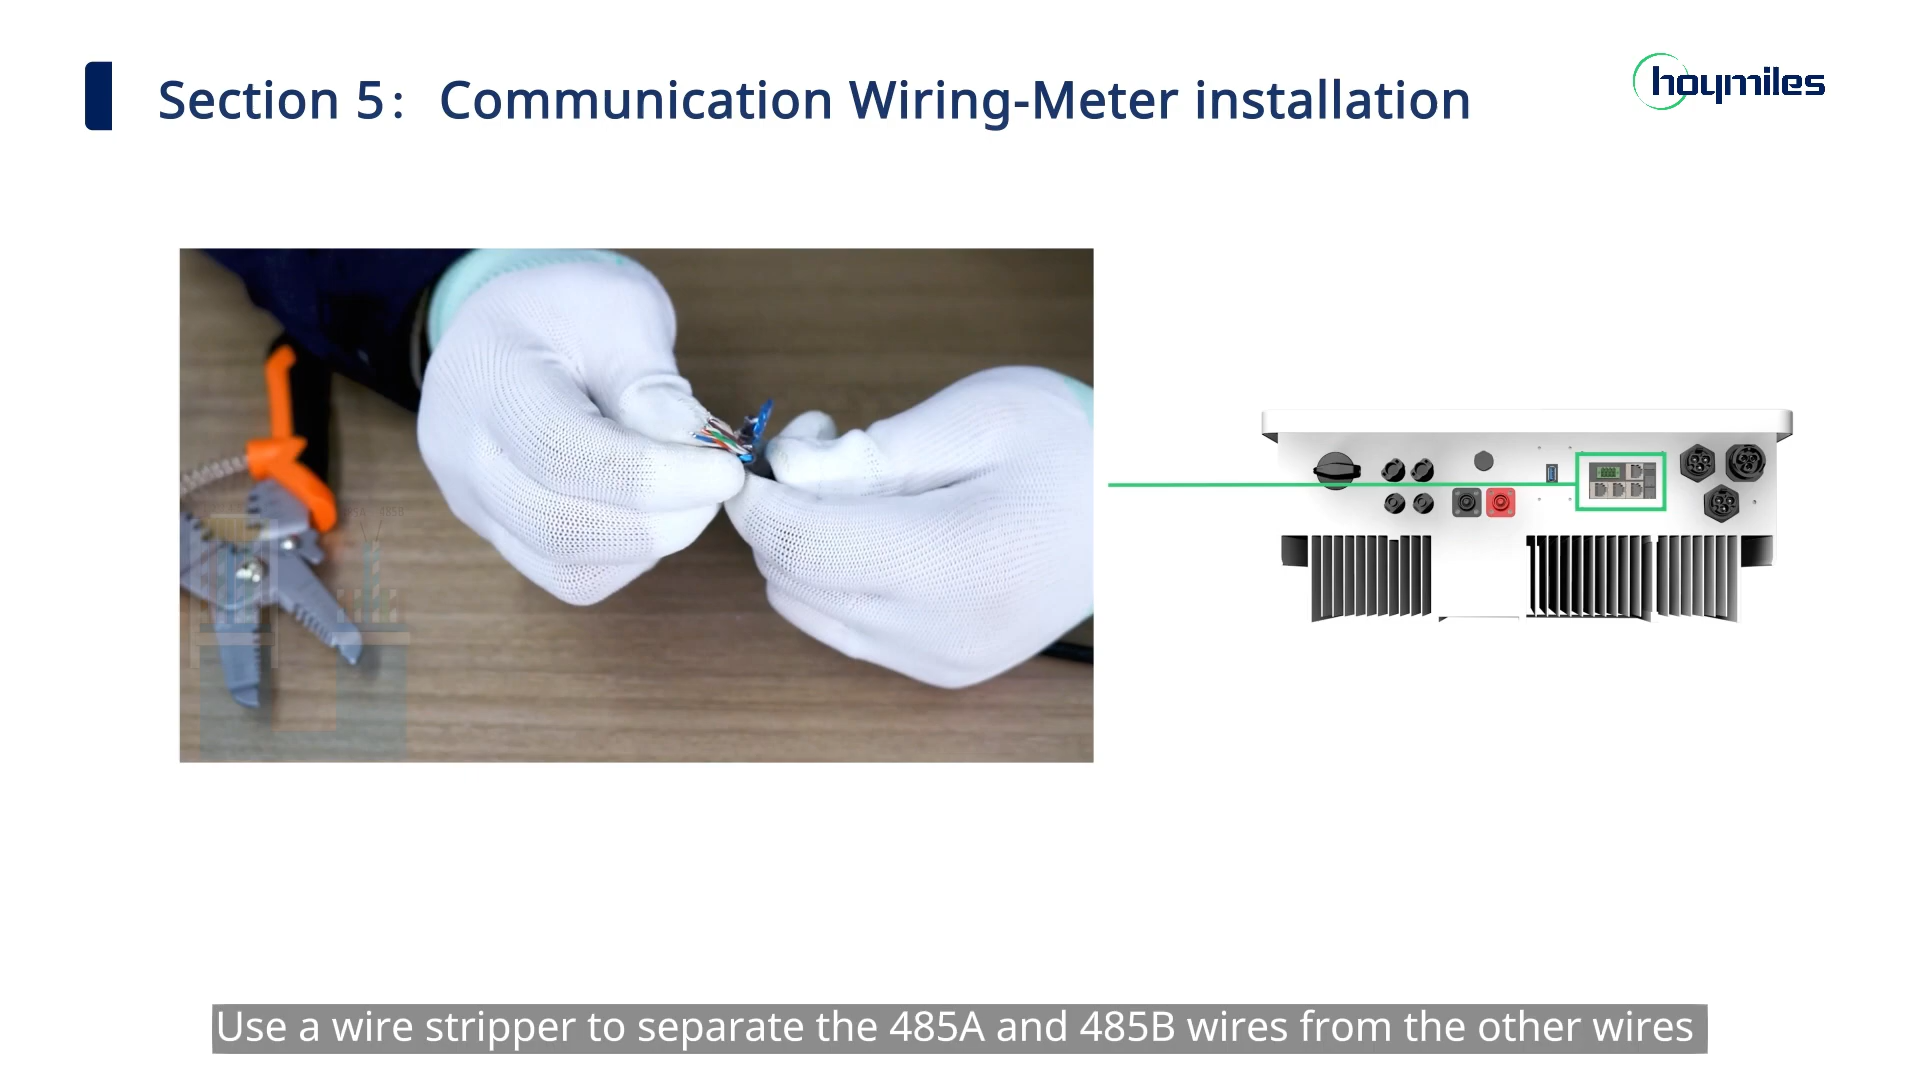 Section 5: Communication Wiring-Meter installation
hoymiles
485B
Use a wire stripper to separate the 485A and 485B wires from the other wires